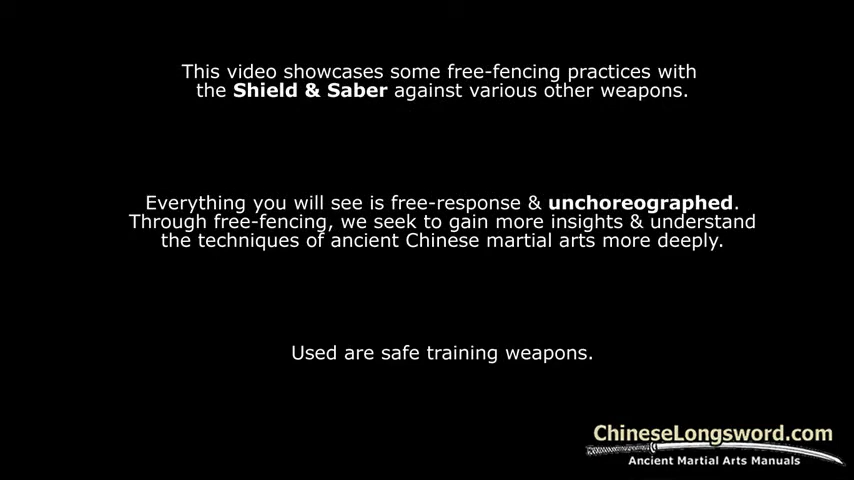 This video showcases some free-fencing practices with
the Shield & Saber against various other weapons.
Everything you will see is free-response & unchoreographed.
Through free-fencing, we seek to gain more insights & understand
the techniques of ancient Chinese martial arts more deeply.
Used are safe training weapons.
ChineseLongsword.com
Ancient Martial Arts Manuals